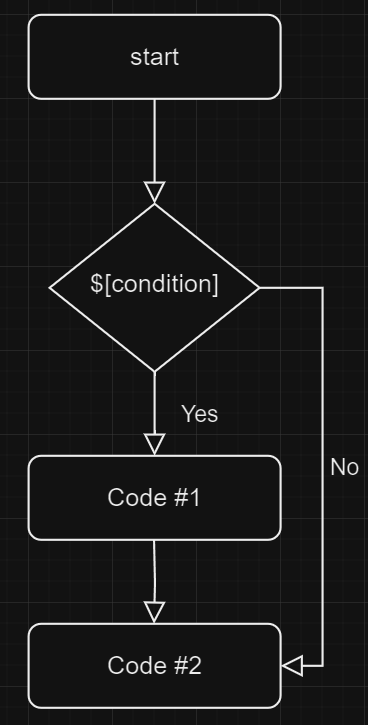 start
$[condition]
Yes
No
Code #1
Code #2